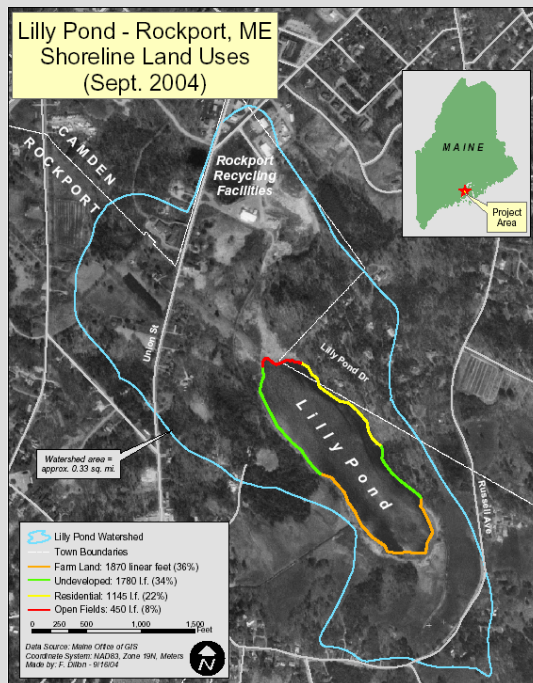 Lilly Pond - Rockport, ME
Shoreline Land Uses
(Sept. 2004)
CAMDEN
ROCKPORT
Rockport
Recycling
Facilities
MAINE
Project
Area
Union St
Lilly Pond Dr
Lilly Pond
Russell Ave
Watershed area =
approx. 0.33 sq. mi.
Lilly Pond Watershed
Town Boundaries
Farm Land: 1870 linear feet (36%)
Undeveloped: 1780 l.f. (34%)
Residential: 1145 l.f. (22%)
Open Fields: 450 l.f. (8%)
0 500 1,000 1,500
Feet
Data Source: Maine Office of GIS
Coordinate System: NAD83, Zone 19N, Meters
Made by: F. Dillon - 9/16/04
N